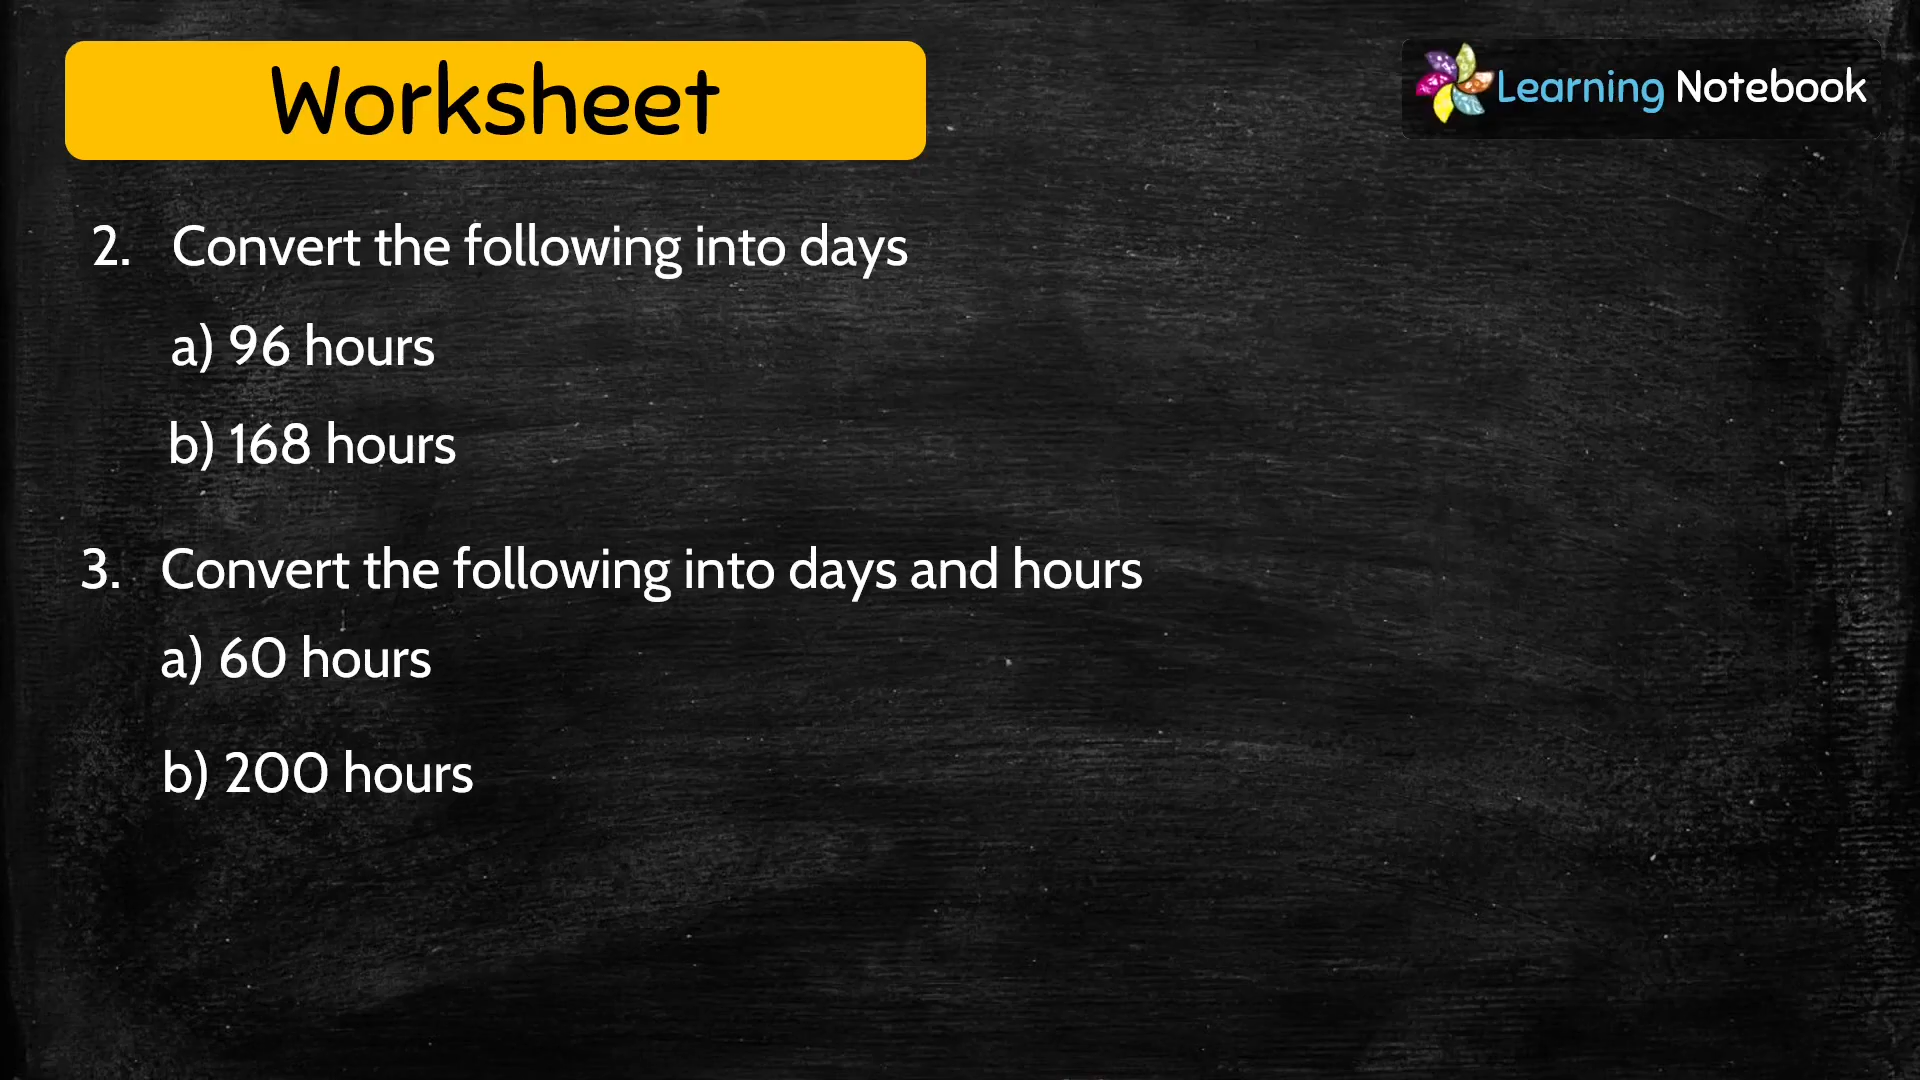 Worksheet
Learning Notebook
2. Convert the following into days
a) 96 hours
b) 168 hours
3. Convert the following into days and hours
a) 60 hours
b) 200 hours